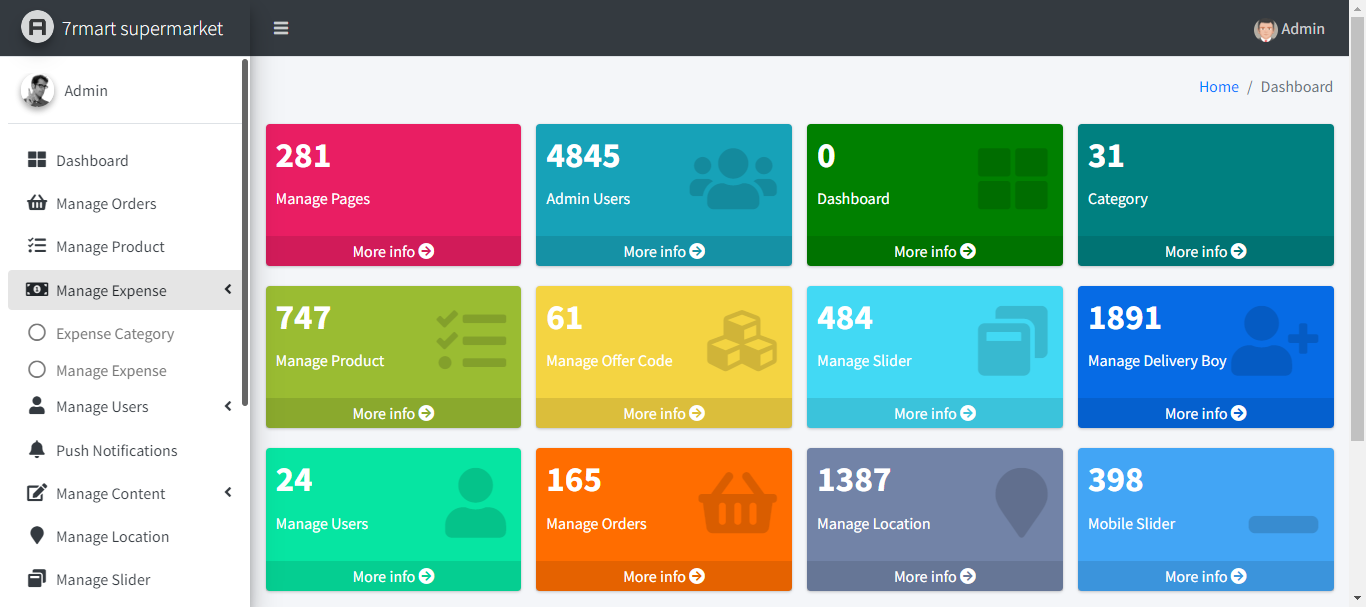 7rmart supermarket
Admin
Admin
Home / Dashboard
Dashboard
Manage Orders
Manage Product
Manage Expense
Expense Category
Manage Expense
Manage Users
Push Notifications
Manage Content
Manage Location
Manage Slider
281
Manage Pages
More info
4845
Admin Users
More info
0
Dashboard
More info
31
Category
More info
747
Manage Product
More info
61
Manage Offer Code
More info
484
Manage Slider
More info
1891
Manage Delivery Boy
More info
24
Manage Users
More info
165
Manage Orders
More info
1387
Manage Location
More info
398
Mobile Slider
More info